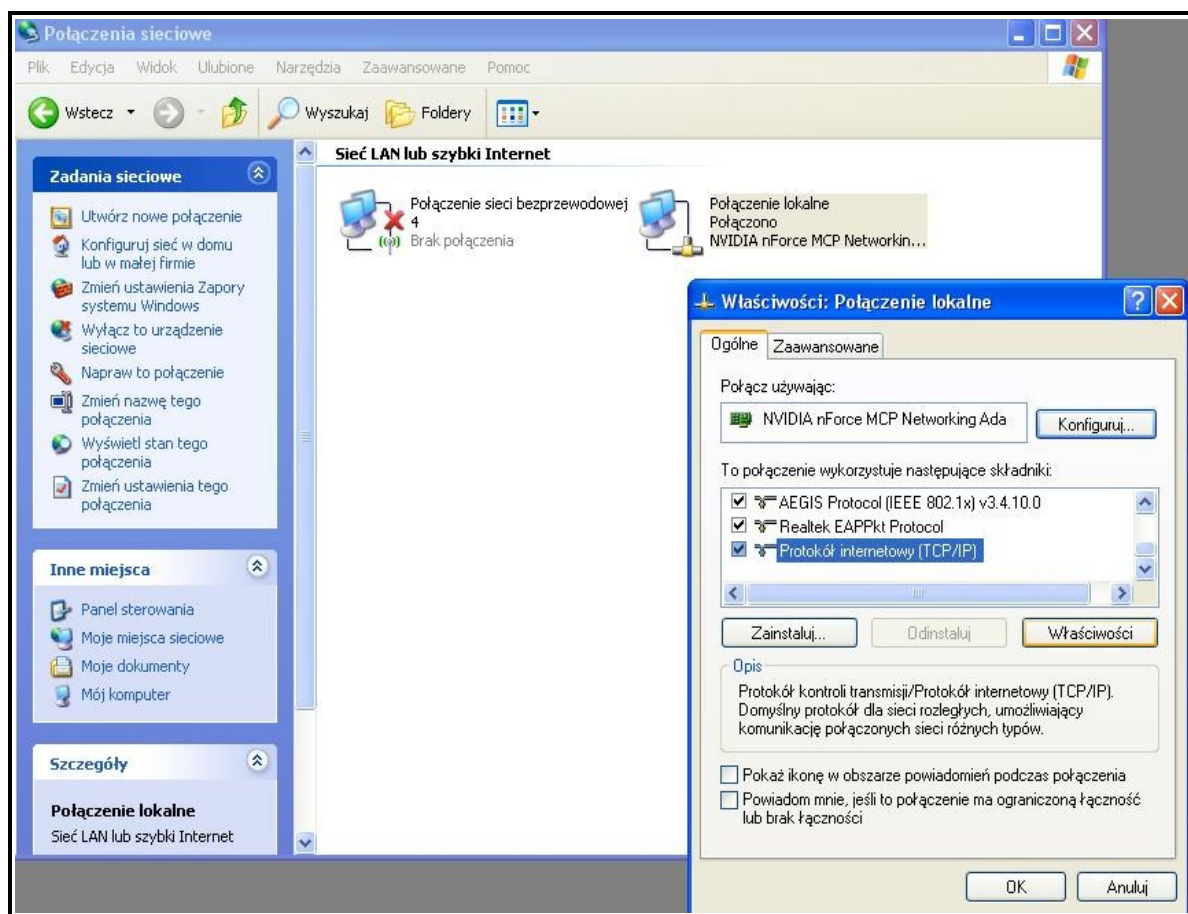 Połączenia sieciowe
Plik Edycja Widok Ulubione Narzędzia Zaawansowane Pomoc
Wstecz Wyszukaj Foldery
Zadania sieciowe
Utwórz nowe połączenie
Konfiguruj sieć w domu
lub w małej firmie
Zmień ustawienia Zapory
systemu Windows
Wyłącz to urządzenie
sieciowe
Napraw to połączenie
Zmień nazwę tego
połączenia
Wyświetl stan tego
połączenia
Zmień ustawienia tego
połączenia
Inne miejsca
Panel sterowania
Moje miejsca sieciowe
Moje dokumenty
Mój komputer
Szczegóły
Połączenie lokalne
Sieć LAN lub szybki Internet
Sieć LAN lub szybki Internet
Połączenie sieci bezprzewodowej
4
Brak połączenia
Połączenie lokalne
Połączono
NVIDIA nForce MCP Networkin...
Właściwości: Połączenie lokalne
Ogólne Zaawansowane
Połącz używając:
NVIDIA nForce MCP Networking Ada
Konfiguruj...
To połączenie wykorzystuje następujące składniki:
AEGIS Protocol (IEEE 802.1x) v3.4.10.0
Realtek EAPPkt Protocol
Protokół internetowy (TCP/IP)
Zainstaluj... Odinstaluj Właściwości
Opis
Protokół kontroli transmisji/Protokół internetowy (TCP/IP).
Domyślny protokół dla sieci rozległych, umożliwiający
komunikację połączonych sieci różnych typów.
Pokaż ikonę w obszarze powiadomień podczas połączenia
Powiadom mnie, jeśli to połączenie ma ograniczoną łączność
lub brak łączności
OK Anuluj